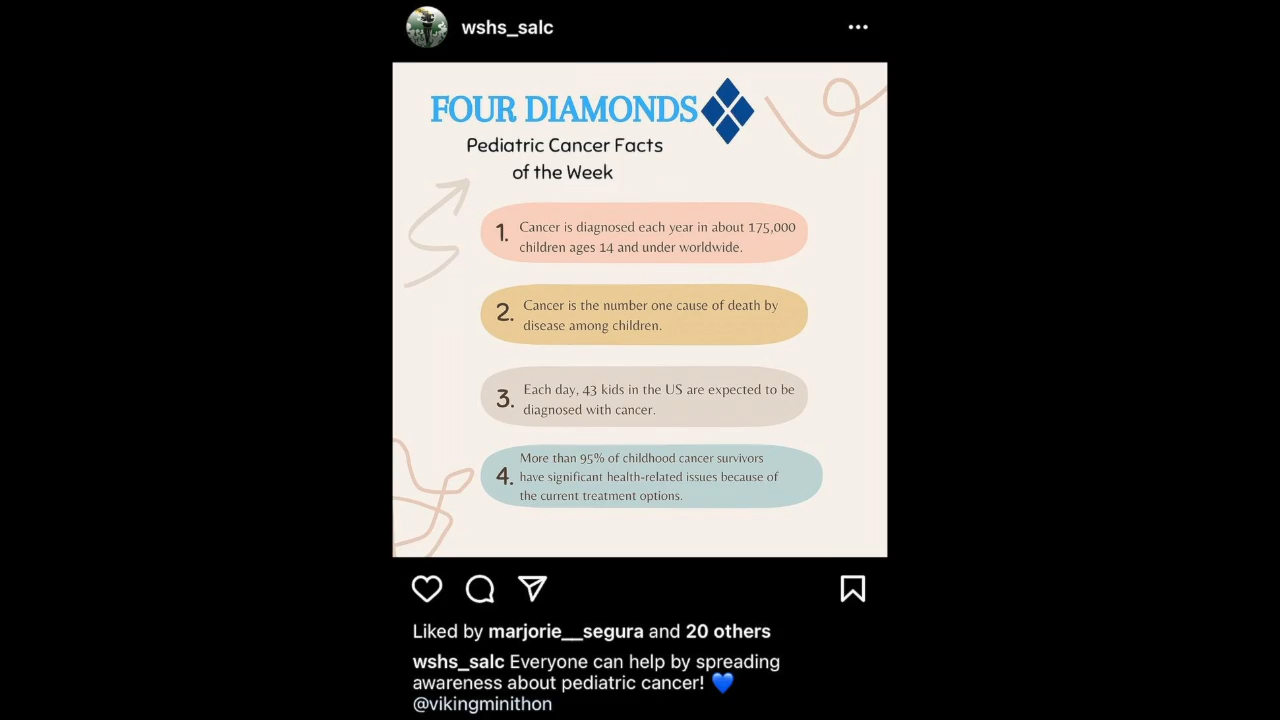 wshs_salc
FOUR DIAMONDS
Pediatric Cancer Facts
of the Week
1. Cancer is diagnosed each year in about 175,000
children ages 14 and under worldwide.
2. Cancer is the number one cause of death by
disease among children.
3. Each day, 43 kids in the US are expected to be
diagnosed with cancer.
4. More than 95% of childhood cancer survivors
have significant health-related issues because of
the current treatment options.
Liked by marjorie__segura and 20 others
wshs_salc Everyone can help by spreading
awareness about pediatric cancer! 💙
@vikingminithon